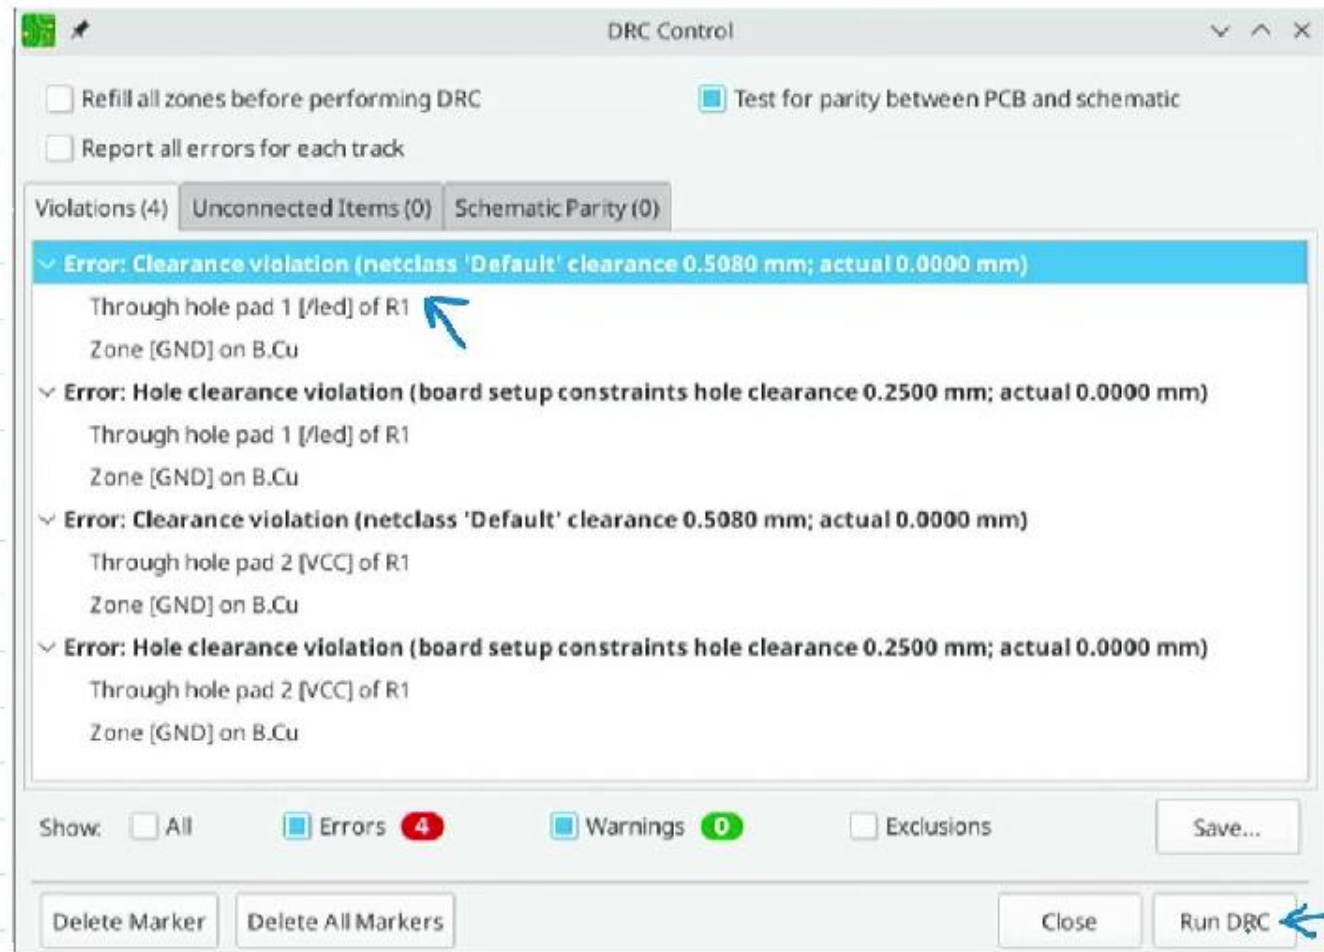 DRC Control
Refill all zones before performing DRC
Test for parity between PCB and schematic
Report all errors for each track
Violations (4) Unconnected Items (0) Schematic Parity (0)
Error: Clearance violation (netclass 'Default' clearance 0.5080 mm; actual 0.0000 mm)
Through hole pad 1 [/led] of R1
Zone [GND] on B.Cu
Error: Hole clearance violation (board setup constraints hole clearance 0.2500 mm; actual 0.0000 mm)
Through hole pad 1 [/led] of R1
Zone [GND] on B.Cu
Error: Clearance violation (netclass 'Default' clearance 0.5080 mm; actual 0.0000 mm)
Through hole pad 2 [VCC] of R1
Zone [GND] on B.Cu
Error: Hole clearance violation (board setup constraints hole clearance 0.2500 mm; actual 0.0000 mm)
Through hole pad 2 [VCC] of R1
Zone [GND] on B.Cu
Show: All Errors 4 Warnings 0 Exclusions Save...
Delete Marker Delete All Markers Close Run DRC